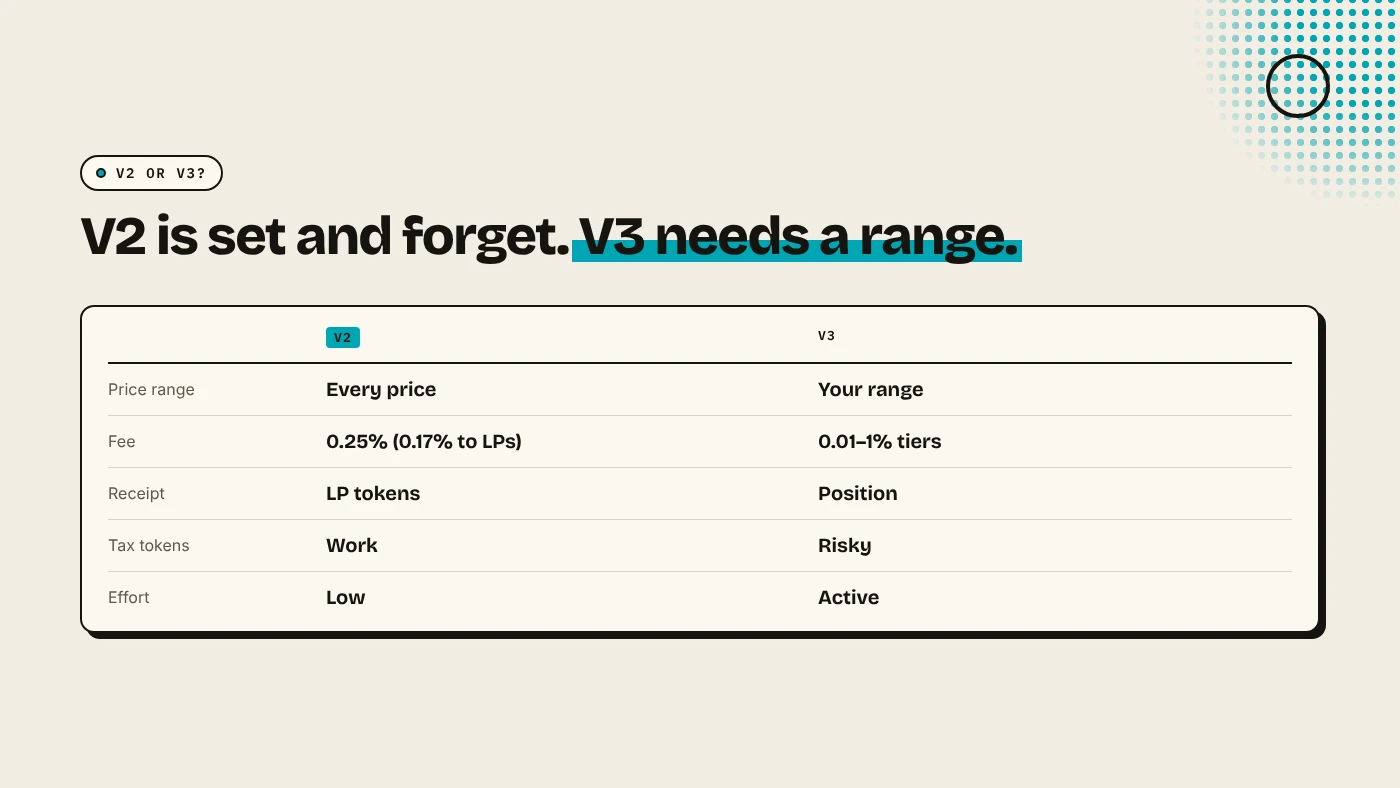 V2 OR V3?
V2 is set and forget. V3 needs a range.
V2 V3
Price range Every price Your range
Fee 0.25% (0.17% to LPs) 0.01–1% tiers
Receipt LP tokens Position
Tax tokens Work Risky
Effort Low Active